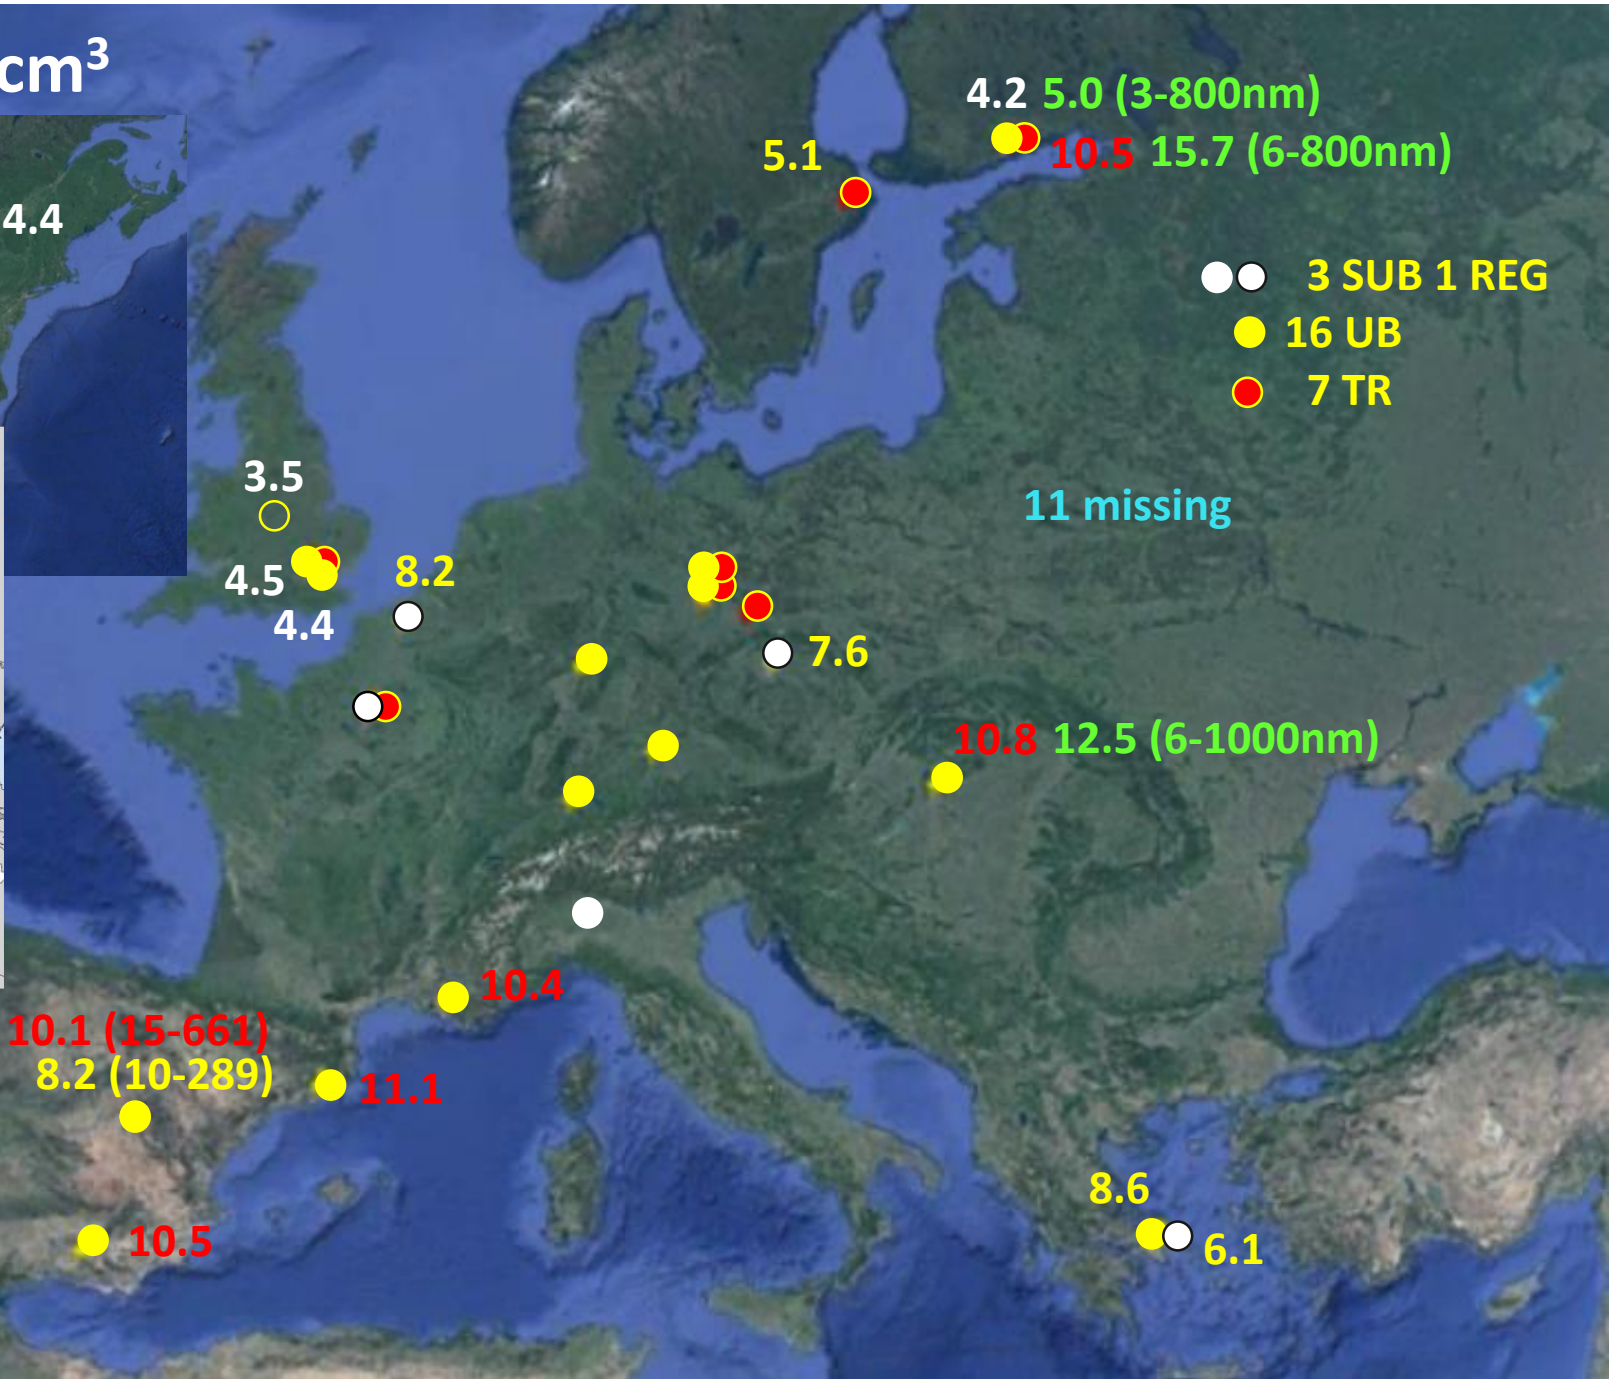 cm³
4.4
4.2 5.0 (3-800nm)
10.5 15.7 (6-800nm)
5.1
3 SUB 1 REG
16 UB
7 TR
3.5
11 missing
4.5
8.2
4.4
7.6
10.8 12.5 (6-1000nm)
10.4
10.1 (15-661)
8.2 (10-289)
11.1
8.6
10.5
6.1